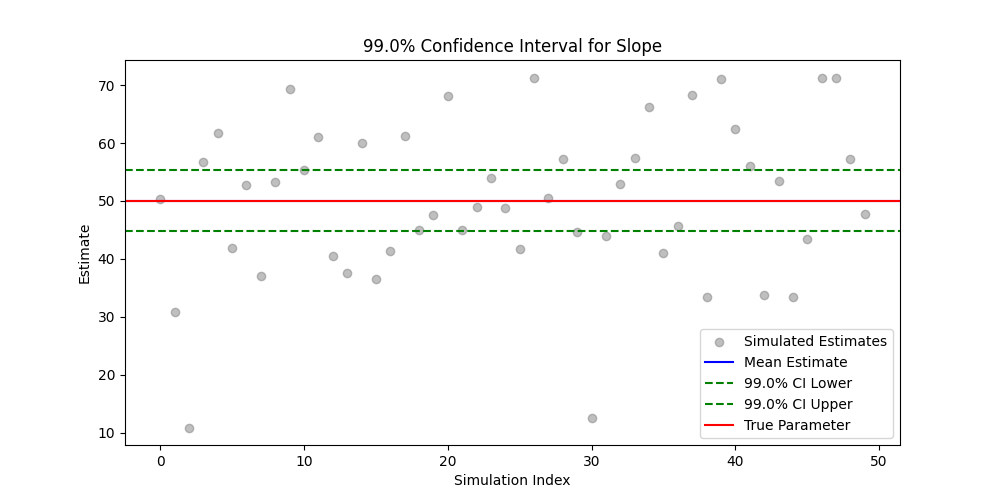 99.0% Confidence Interval for Slope
70
60
50
40
30
20
10
Estimate
0
10
20
30
40
50
Simulation Index
Simulated Estimates
Mean Estimate
99.0% CI Lower
99.0% CI Upper
True Parameter